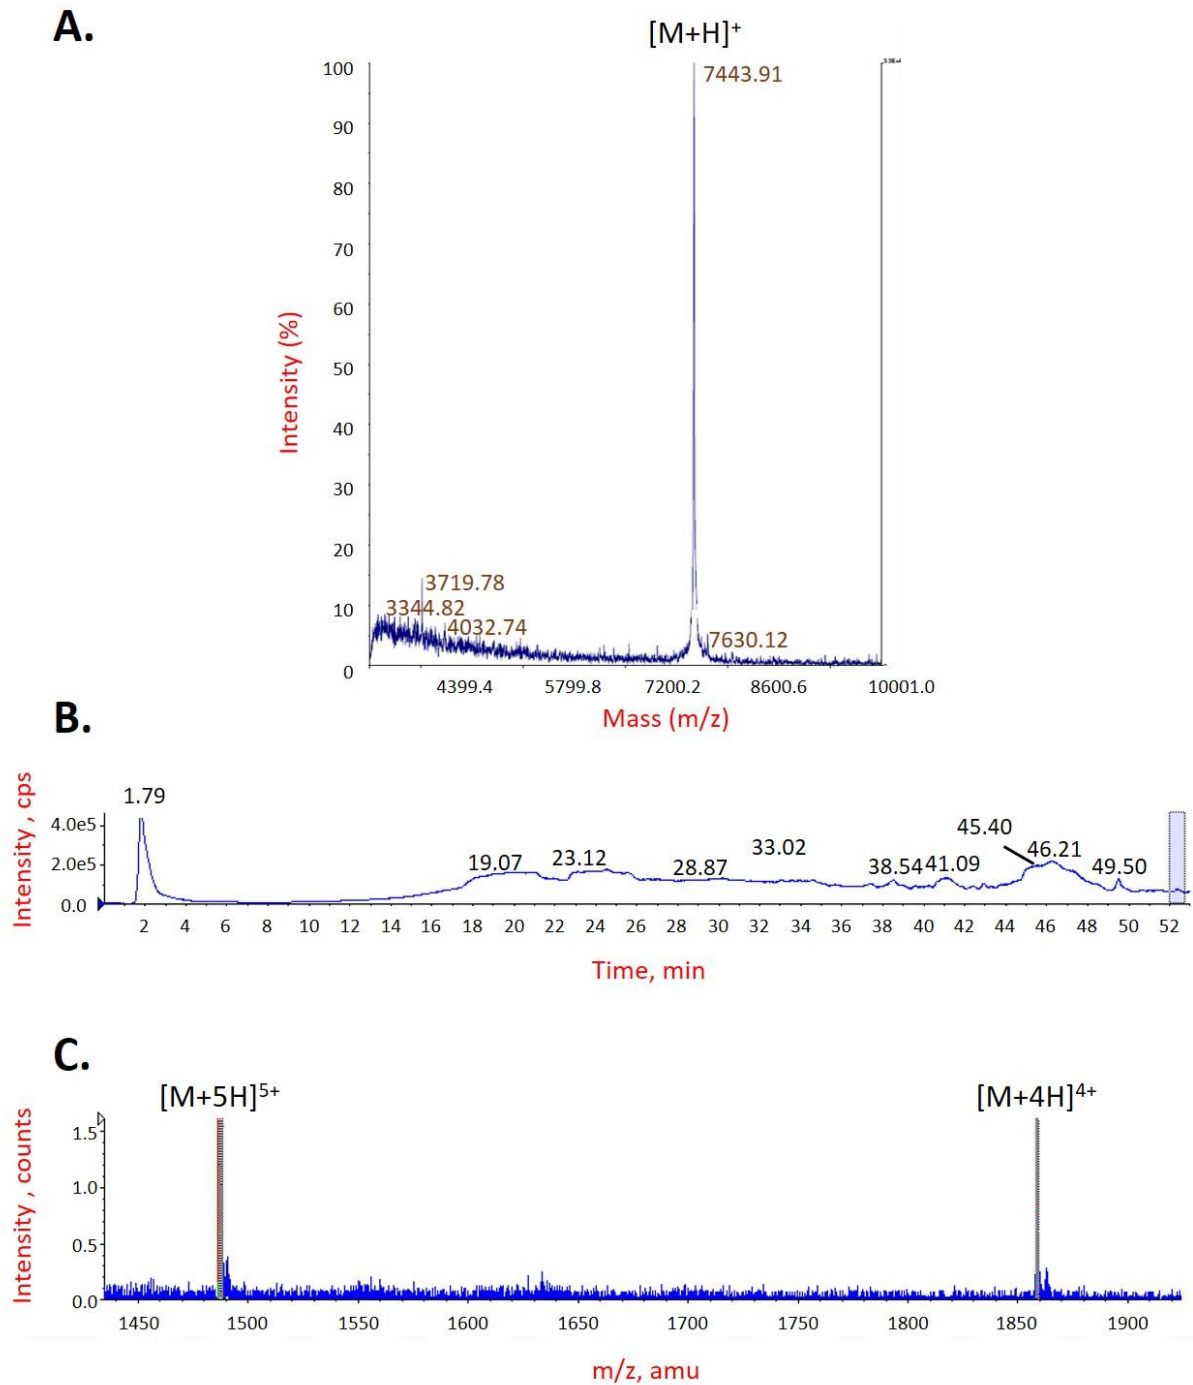 A.
[M+H]+
100
7443.91
90
80
70
60
50
40
30
20
10
0
Intensity (%)
3719.78
3344.82
4032.74
7630.12
4399.4 5799.8 7200.2 8600.6 10001.0
Mass (m/z)
B.
Intensity , cps
1.79
4.0e5
2.0e5
0.0
19.07 23.12 28.87 33.02 38.54 41.09 45.40 46.21 49.50
2 4 6 8 10 12 14 16 18 20 22 24 26 28 30 32 34 36 38 40 42 44 46 48 50 52
Time, min
C.
[M+5H]5+ [M+4H]4+
Intensity , counts
1.5
1.0
0.5
0.0
1450 1500 1550 1600 1650 1700 1750 1800 1850 1900
m/z, amu